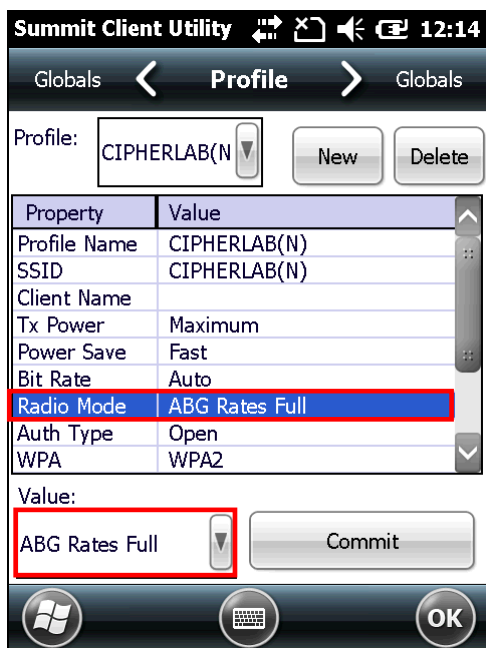 Summit Client Utility 12:14
Globals Profile Globals
Profile: CIPHERLAB(N New Delete
Property Value
Profile Name CIPHERLAB(N)
SSID CIPHERLAB(N)
Client Name
Tx Power Maximum
Power Save Fast
Bit Rate Auto
Radio Mode ABG Rates Full
Auth Type Open
WPA WPA2
Value:
ABG Rates Full Commit
OK